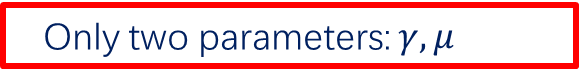 Only two parameters: γ, μ